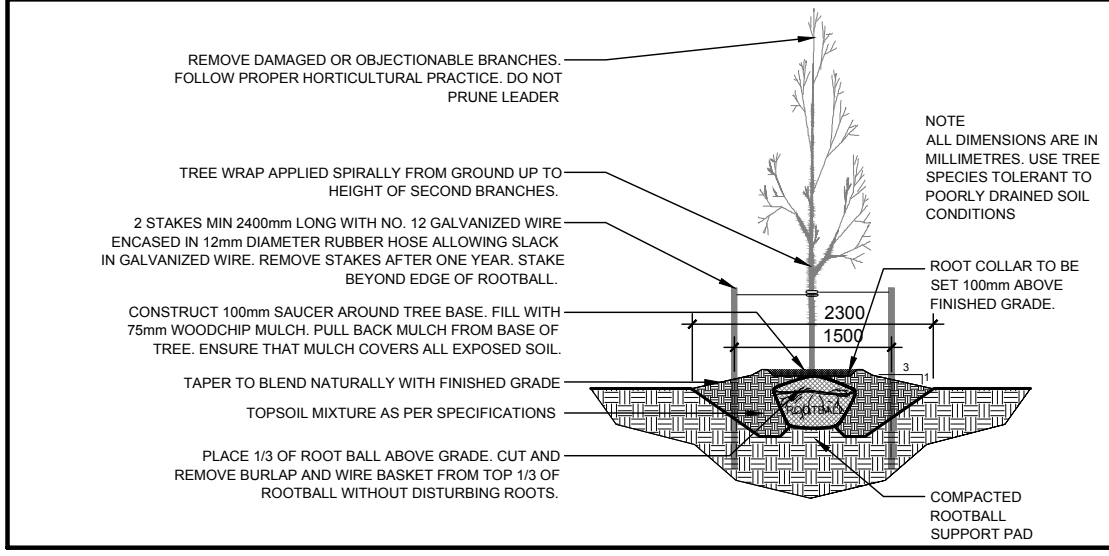 REMOVE DAMAGED OR OBJECTIONABLE BRANCHES.
FOLLOW PROPER HORTICULTURAL PRACTICE. DO NOT
PRUNE LEADER
TREE WRAP APPLIED SPIRALLY FROM GROUND UP TO
HEIGHT OF SECOND BRANCHES.
2 STAKES MIN 2400mm LONG WITH NO. 12 GALVANIZED WIRE
ENCASED IN 12mm DIAMETER RUBBER HOSE ALLOWING SLACK
IN GALVANIZED WIRE. REMOVE STAKES AFTER ONE YEAR. STAKE
BEYOND EDGE OF ROOTBALL.
CONSTRUCT 100mm SAUCER AROUND TREE BASE. FILL WITH
75mm WOODCHIP MULCH. PULL BACK MULCH FROM BASE OF
TREE. ENSURE THAT MULCH COVERS ALL EXPOSED SOIL.
TAPER TO BLEND NATURALLY WITH FINISHED GRADE
TOPSOIL MIXTURE AS PER SPECIFICATIONS
PLACE 1/3 OF ROOT BALL ABOVE GRADE. CUT AND
REMOVE BURLAP AND WIRE BASKET FROM TOP 1/3 OF
ROOTBALL WITHOUT DISTURBING ROOTS.
NOTE
ALL DIMENSIONS ARE IN
MILLIMETRES. USE TREE
SPECIES TOLERANT TO
POORLY DRAINED SOIL
CONDITIONS
ROOT COLLAR TO BE
SET 100mm ABOVE
FINISHED GRADE.
2300
1500
3
1
ROOTBALL
COMPACTED
ROOTBALL
SUPPORT PAD